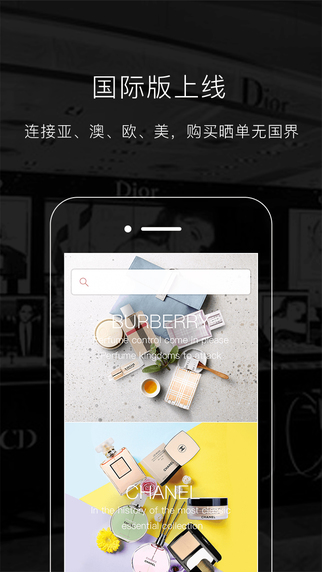 国际版上线
连接亚、澳、欧、美，购买晒单无国界
Dior
Dior
CD
BURBERRY
Perfume control come in please
Perfume kingdoms to attack
CHANEL
In the history of the most classic
essential collection